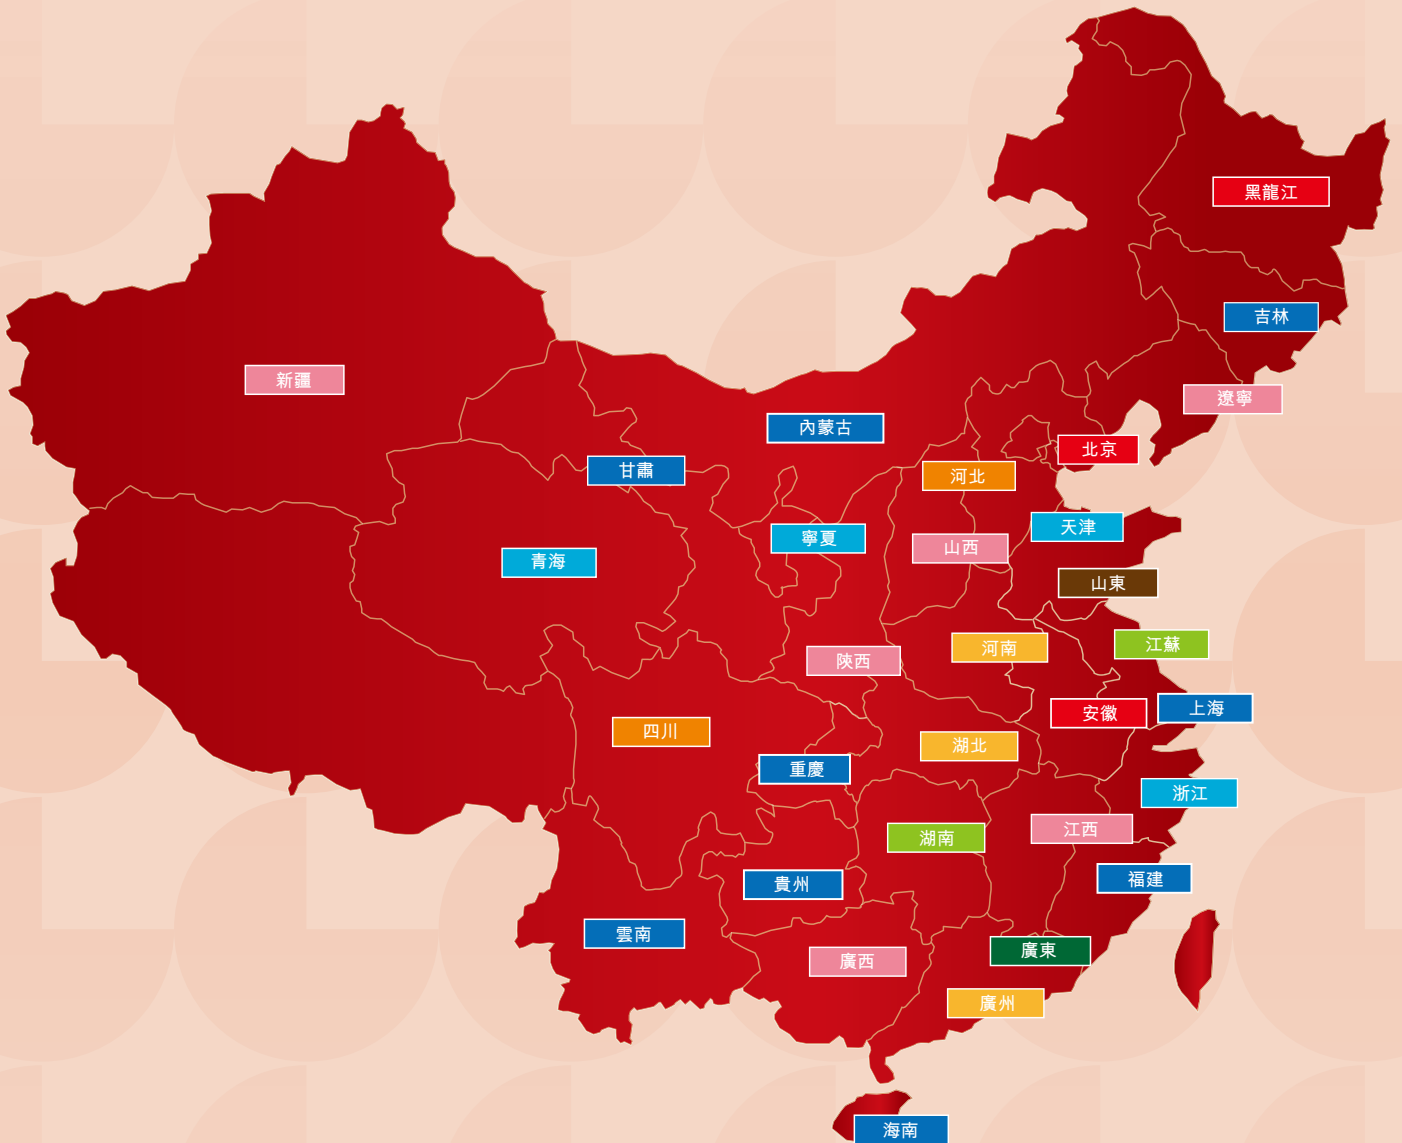 黑龍江
吉林
新疆
遼寧
內蒙古
北京
甘肅
河北
天津
寧夏
山西
青海
山東
江蘇
河南
陝西
上海
安徽
四川
湖北
重慶
浙江
江西
湖南
福建
貴州
雲南
廣東
廣西
廣州
海南